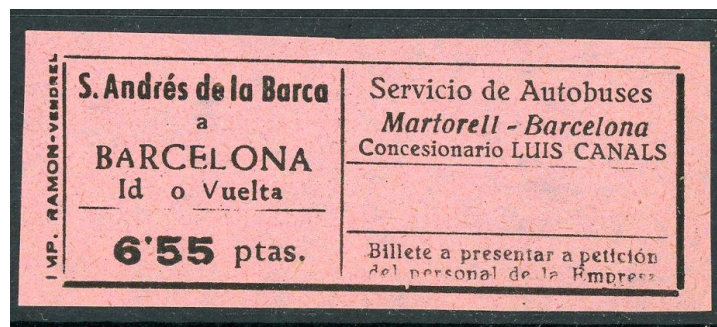 IMP. RAMON-VENDREL
S. Andrés de la Barca
a
BARCELONA
Id o Vuelta
6'55 ptas.
Servicio de Autobuses
Martorell - Barcelona
Concesionario LUIS CANALS
Billete a presentar a petición
del personal de la Empresa